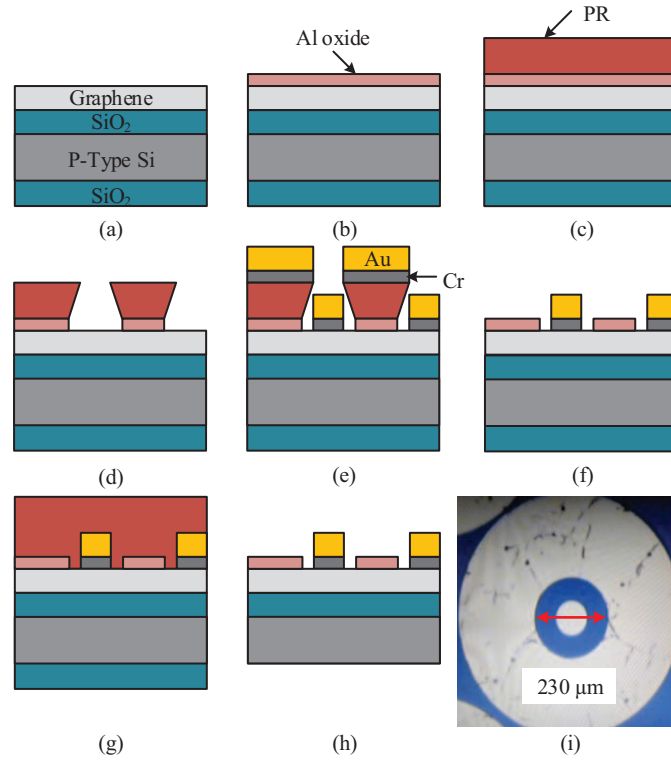 PR
Al oxide
Graphene
SiO₂
P-Type Si
SiO₂
(a)
(b)
(c)
Au
Cr
(d)
(e)
(f)
230 μm
(g)
(h)
(i)